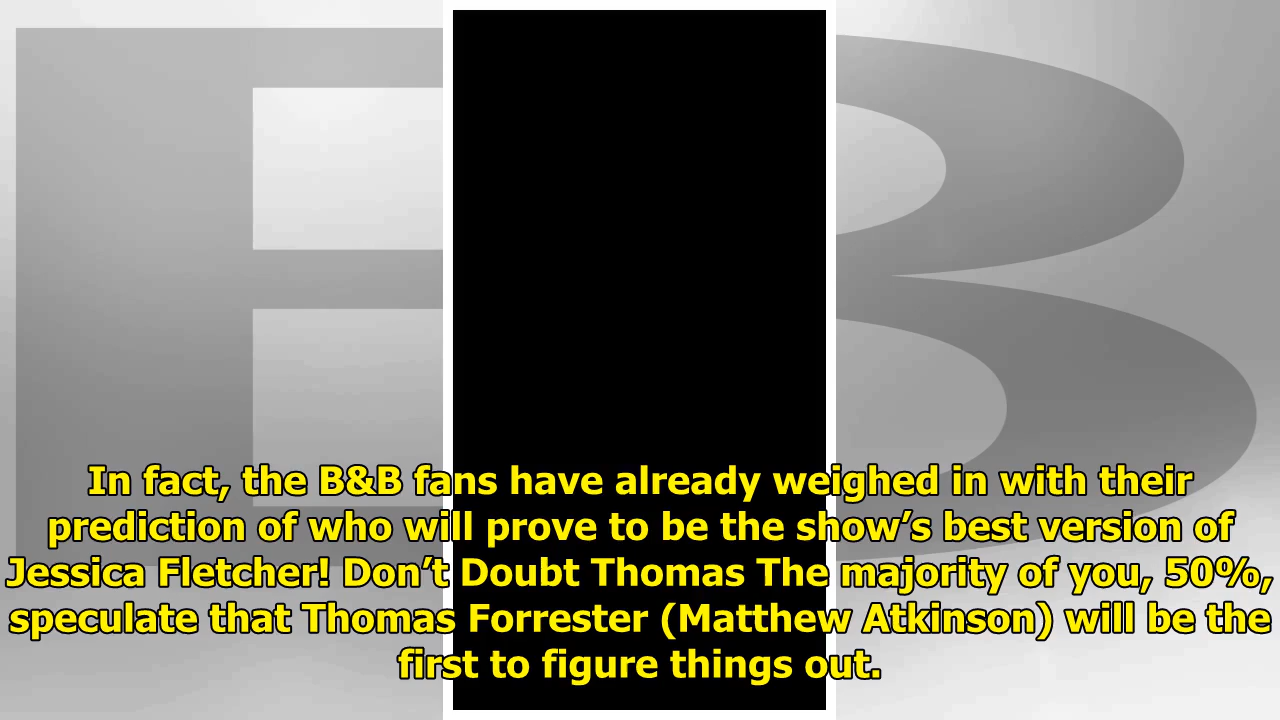 In fact, the B&B fans have already weighed in with their
prediction of who will prove to be the show’s best version of
Jessica Fletcher! Don’t Doubt Thomas The majority of you, 50%,
speculate that Thomas Forrester (Matthew Atkinson) will be the
first to figure things out.